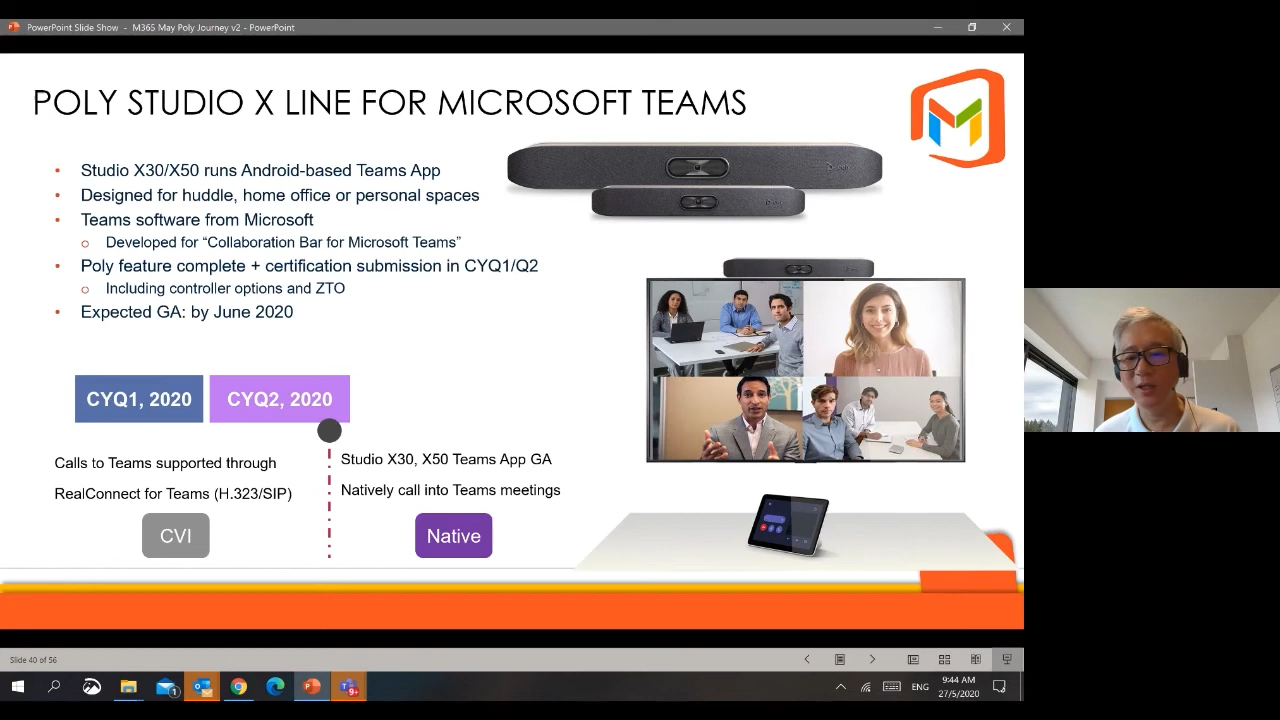 PowerPoint Slide Show - M365 May Poly Journey v2 - PowerPoint
POLY STUDIO X LINE FOR MICROSOFT TEAMS
• Studio X30/X50 runs Android-based Teams App
• Designed for huddle, home office or personal spaces
• Teams software from Microsoft
o Developed for “Collaboration Bar for Microsoft Teams”
• Poly feature complete + certification submission in CYQ1/Q2
o Including controller options and ZTO
• Expected GA: by June 2020
CYQ1, 2020
CYQ2, 2020
Calls to Teams supported through
RealConnect for Teams (H.323/SIP)
CVI
Studio X30, X50 Teams App GA
Natively call into Teams meetings
Native
Slide 40 of 56
ENG
9:44 AM
27/5/2020